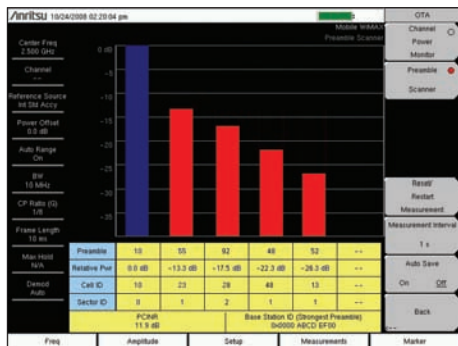 Anritsu 10/24/2008 02:20:04 pm
Mobile WiMAX
Preamble Scanner
Center Freq
2.500 GHz
Channel
--
Reference Source
Int Std Accy
Power Offset
0.0 dB
Auto Range
On
BW
10 MHz
CP Ratio (G)
1/8
Frame Length
10 ms
Max Hold
N/A
Demod
Auto
0 dB
-5
-10
-15
-20
-25
-30
-35
Preamble 10 55 92 48 52 --
Relative Pwr 0.0 dB -13.3 dB -17.5 dB -22.3 dB -26.3 dB --
Cell ID 10 23 28 48 13 --
Sector ID 0 1 2 1 1 --
PCINR
11.9 dB
Base Station ID (Strongest Preamble)
0x0000 ABCD EF00
OTA
Channel
Power
Monitor
Preamble
Scanner
Reset/
Restart
Measurement
Measurement Interval
1 s
Auto Save
On Off
Back
Freq Amplitude Setup Measurements Marker